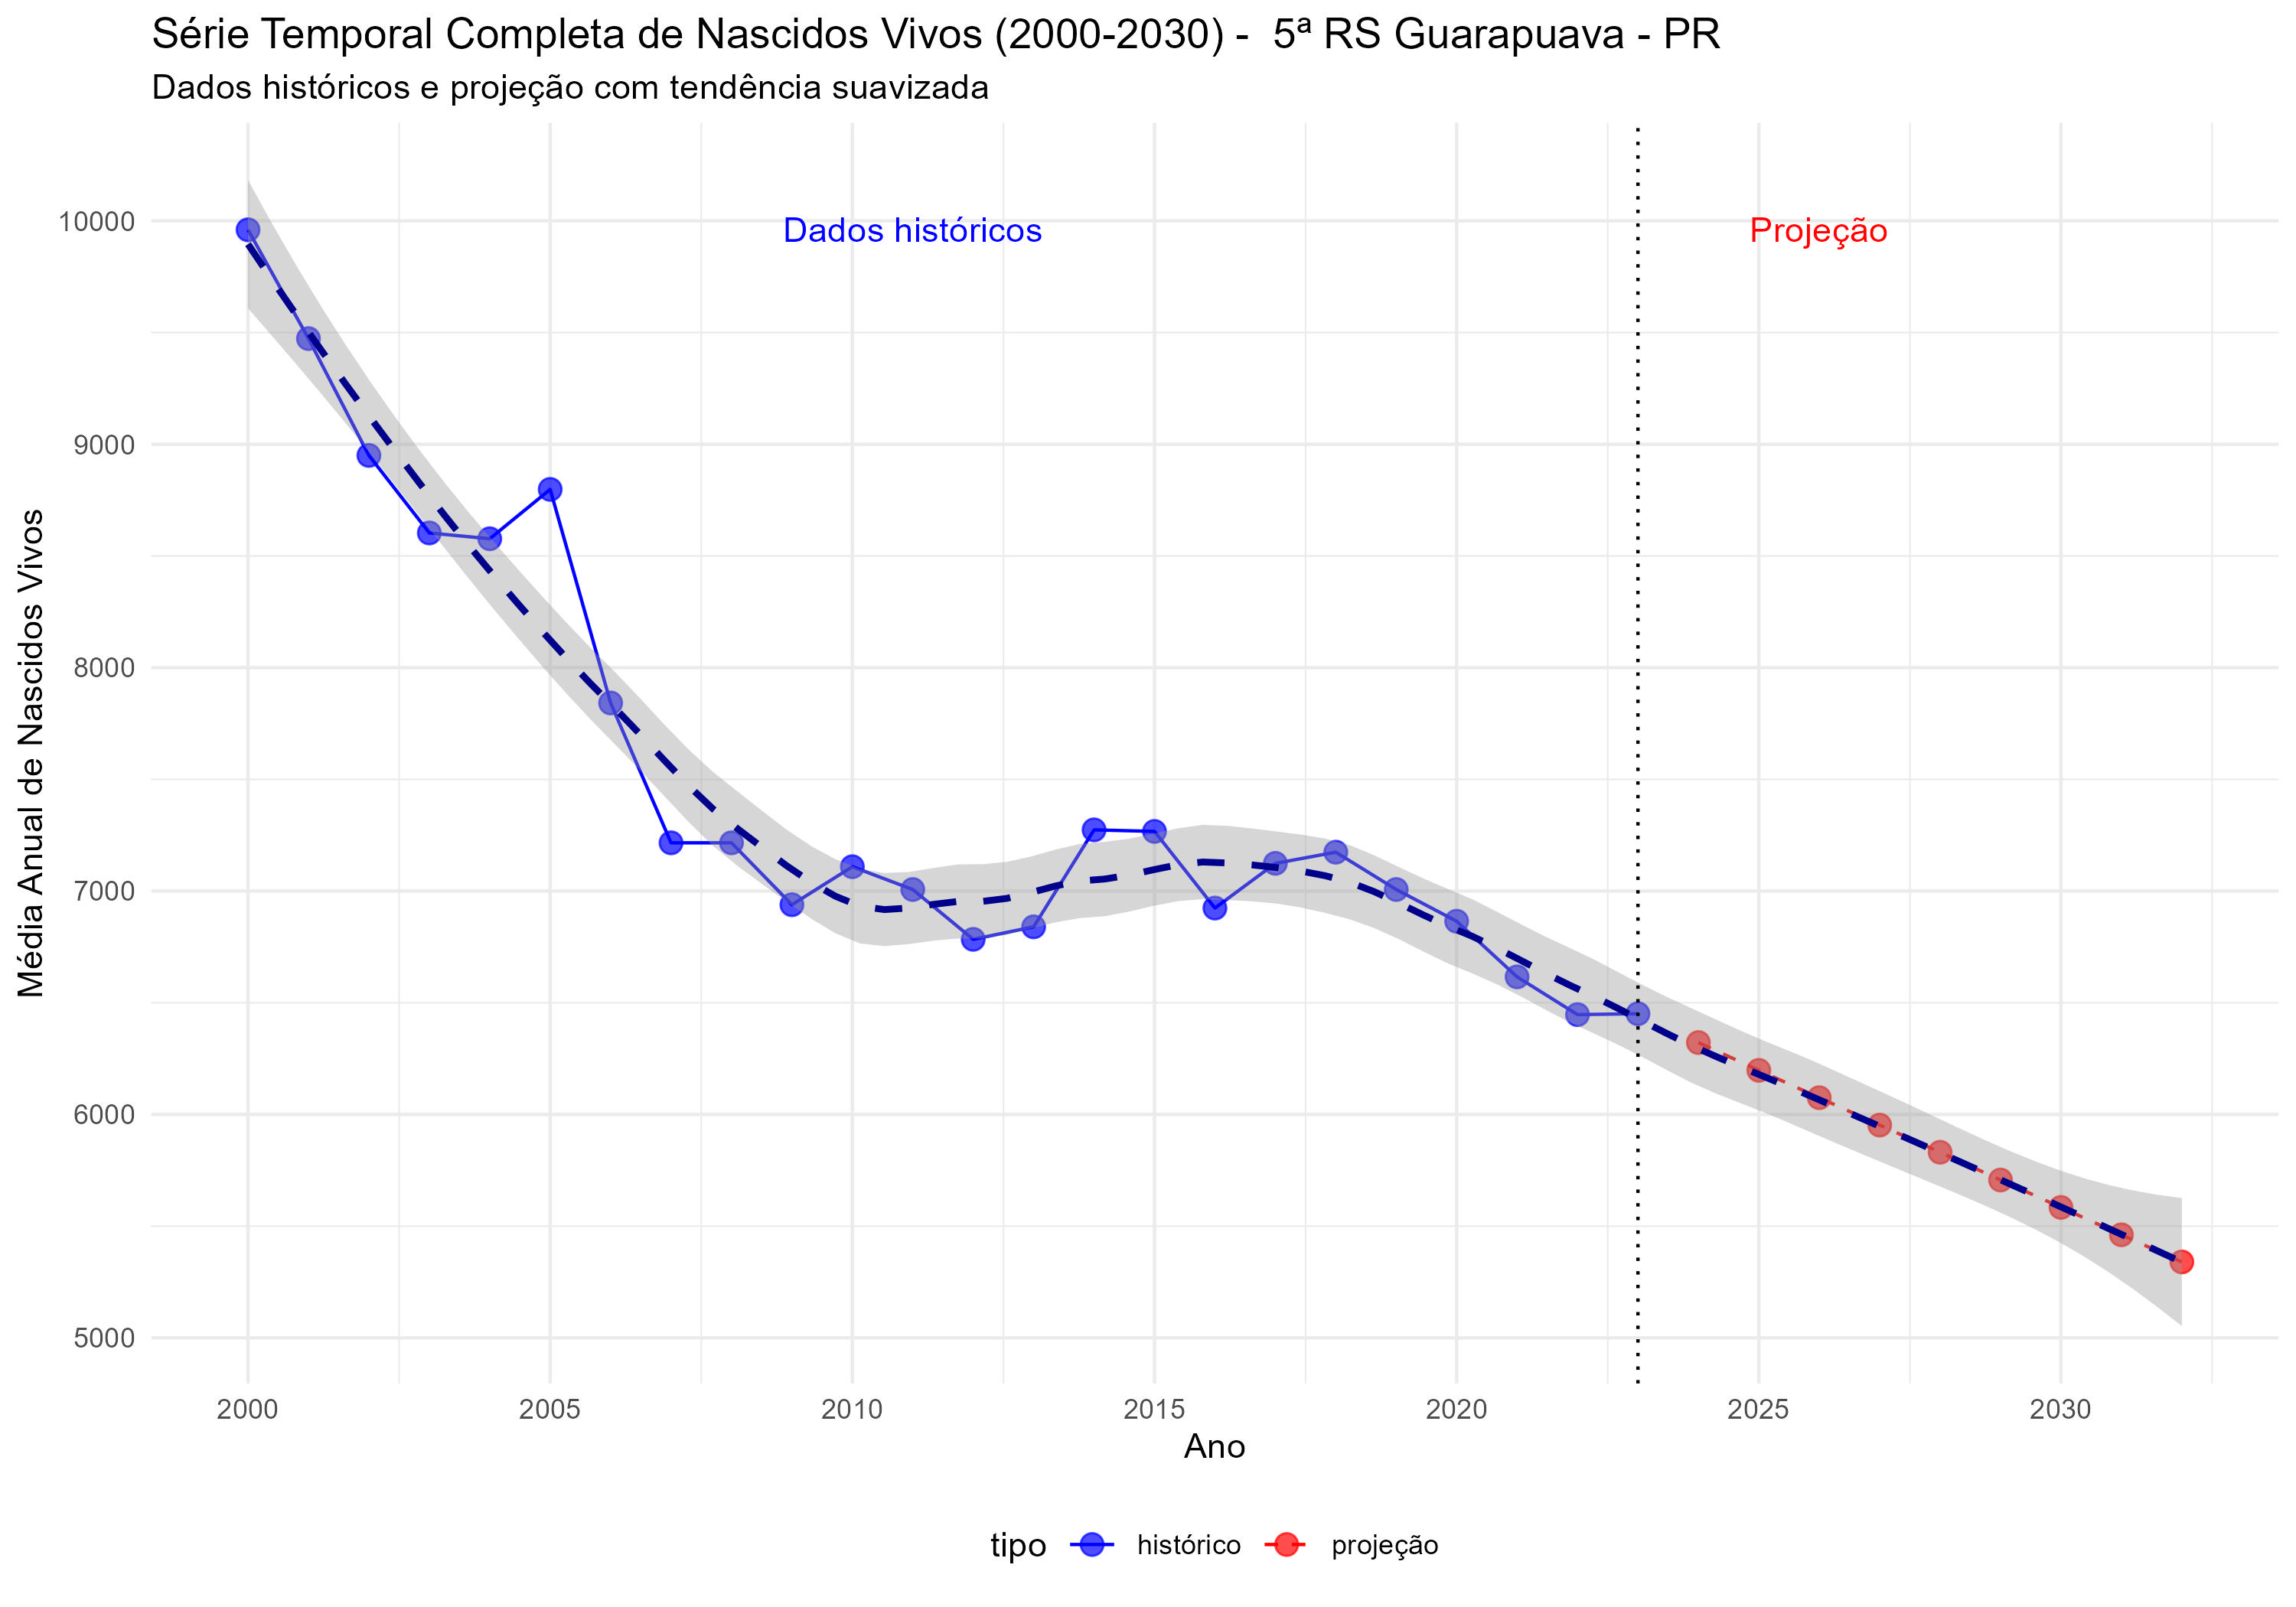 Série Temporal Completa de Nascidos Vivos (2000-2030) -  5ª RS Guarapuava - PR
Dados históricos e projeção com tendência suavizada
Média Anual de Nascidos Vivos
10000
9000
8000
7000
6000
5000
Dados históricos
Projeção
2000
2005
2010
2015
2020
2025
2030
Ano
tipo
histórico
projeção